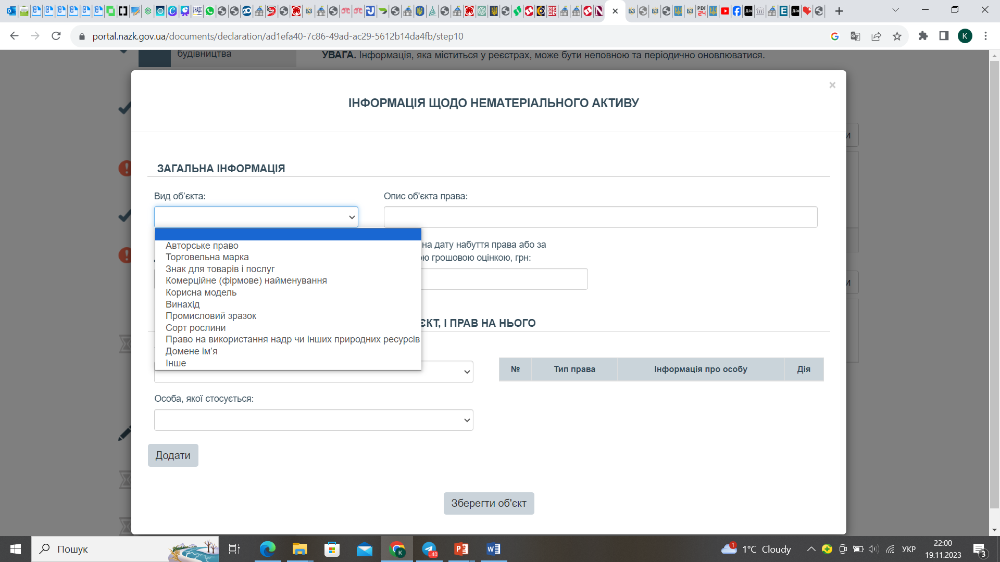 portal.nazk.gov.ua/documents/declaration/ad1efa40-7c86-49ad-ac29-5612b14da4fb/step10
K
будівництва
УВАГА. Інформація, яка міститься у реєстрах, може бути неповною та періодично оновлюватися.
×
ІНФОРМАЦІЯ ЩОДО НЕМАТЕРІАЛЬНОГО АКТИВУ
ЗАГАЛЬНА ІНФОРМАЦІЯ
Вид об’єкта:
Опис об'єкта права:
Авторське право
Торговельна марка
Знак для товарів і послуг
Комерційне (фірмове) найменування
Корисна модель
Винахід
Промисловий зразок
Сорт рослини
Право на використання надр чи інших природних ресурсів
Домене ім’я
Інше
на дату набуття права або за
ою грошовою оцінкою, грн:
ЄКТ, І ПРАВ НА НЬОГО
№ Тип права Інформація про особу Дія
Особа, якої стосується:
Додати
Зберегти об'єкт
Пошук
1°C Cloudy
УКР
22:00
19.11.2023
3